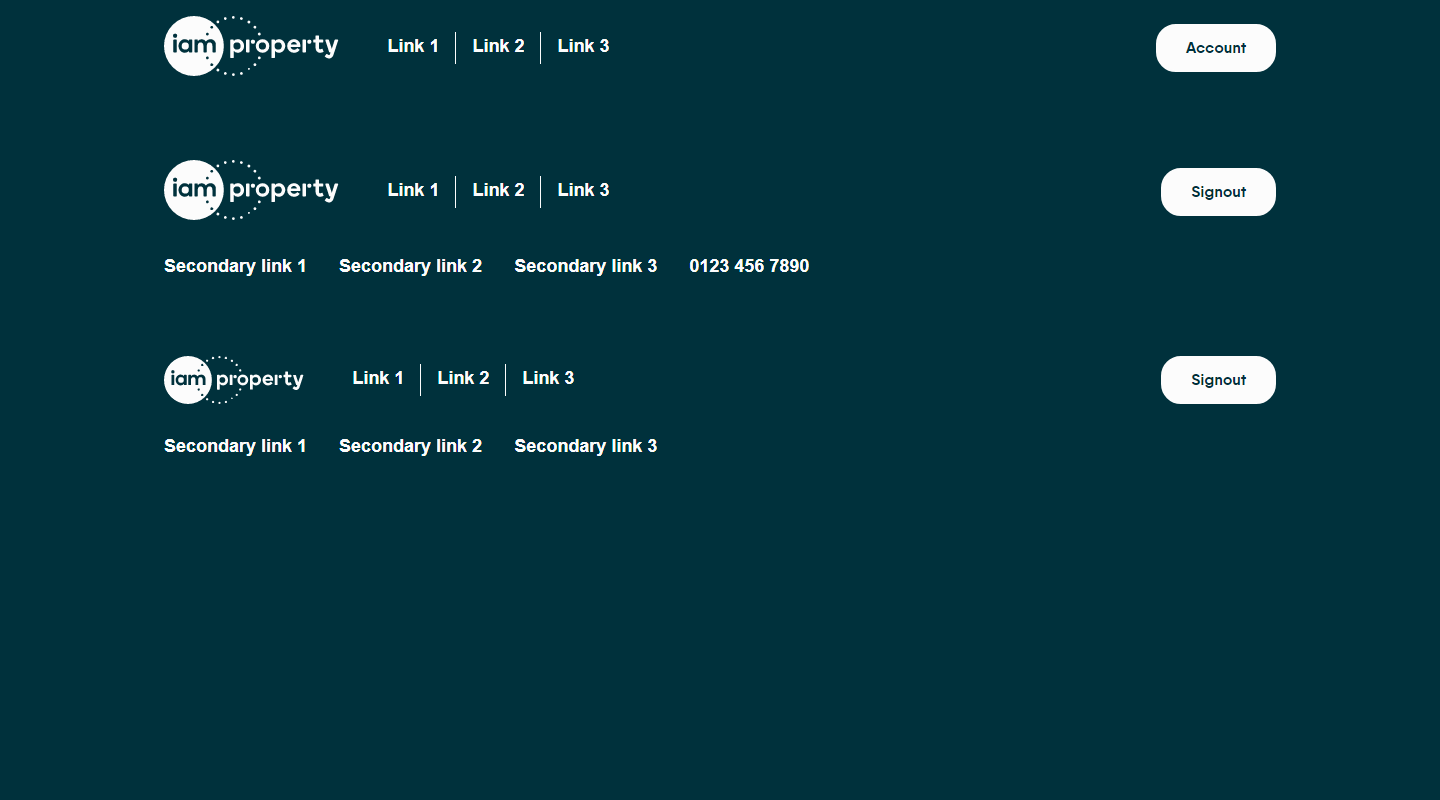 iam property Link 1 Link 2 Link 3 Account
iam property Link 1 Link 2 Link 3 Signout
Secondary link 1 Secondary link 2 Secondary link 3 0123 456 7890
iam property Link 1 Link 2 Link 3 Signout
Secondary link 1 Secondary link 2 Secondary link 3